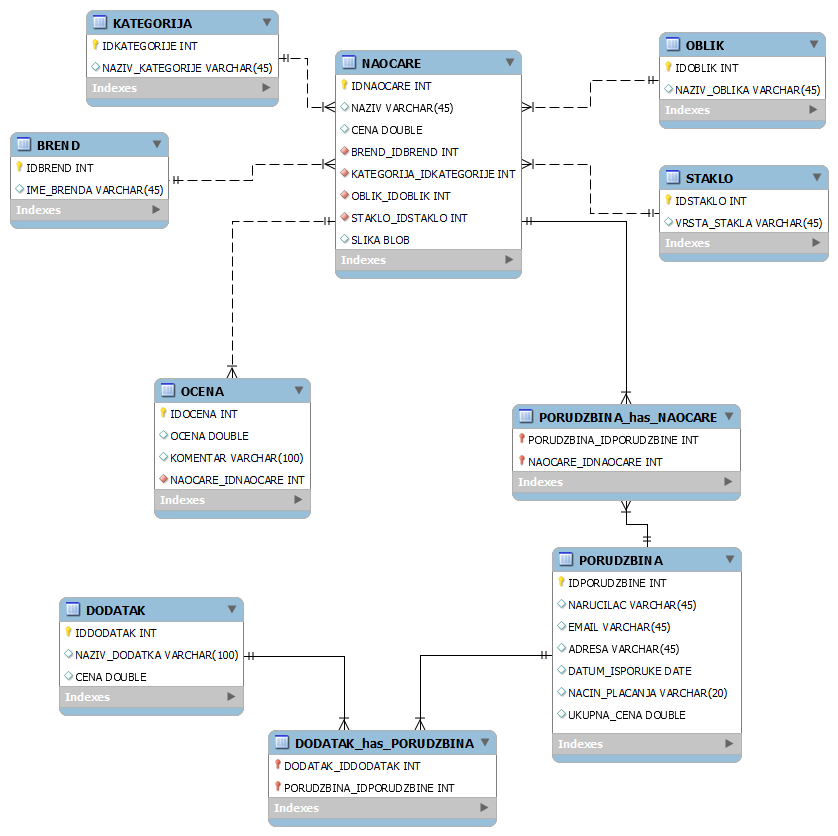 KATEGORIJA
IDKATEGORIJE INT
NAZIV_KATEGORIJE VARCHAR(45)
Indexes
NAOCARE
IDNAOCARE INT
NAZIV VARCHAR(45)
CENA DOUBLE
BREND_IDBREND INT
KATEGORIJA_IDKATEGORIJE INT
OBLIK_IDOBLIK INT
STAKLO_IDSTAKLO INT
SLIKA BLOB
Indexes
OBLIK
IDOBLIK INT
NAZIV_OBLIKA VARCHAR(45)
Indexes
BREND
IDBREND INT
IME_BRENDA VARCHAR(45)
Indexes
STAKLO
IDSTAKLO INT
VRSTA_STAKLA VARCHAR(45)
Indexes
OCENA
IDOCENA INT
OCENA DOUBLE
KOMENTAR VARCHAR(100)
NAOCARE_IDNAOCARE INT
Indexes
PORUDZBINA_has_NAOCARE
PORUDZBINA_IDPORUDZBINE INT
NAOCARE_IDNAOCARE INT
Indexes
PORUDZBINA
IDPORUDZBINE INT
NARUCILAC VARCHAR(45)
EMAIL VARCHAR(45)
ADRESA VARCHAR(45)
DATUM_ISPORUKE DATE
NACIN_PLACANJA VARCHAR(20)
UKUPNA_CENA DOUBLE
Indexes
DODATAK
IDDODATAK INT
NAZIV_DODATKA VARCHAR(100)
CENA DOUBLE
Indexes
DODATAK_has_PORUDZBINA
DODATAK_IDDODATAK INT
PORUDZBINA_IDPORUDZBINE INT
Indexes